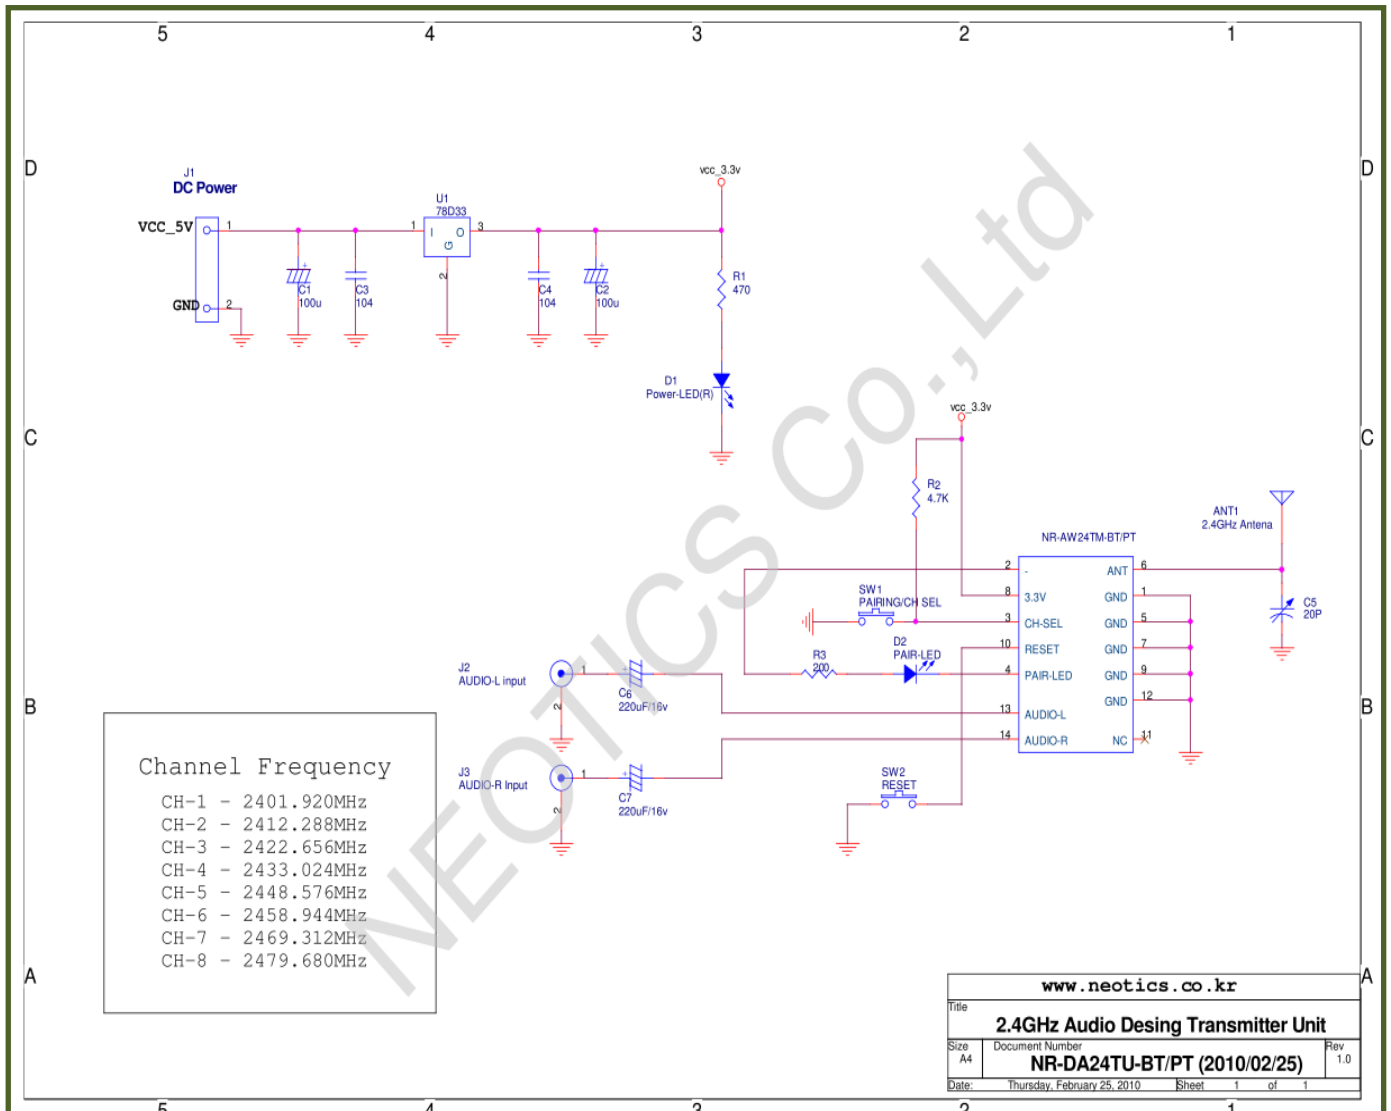 5 4 3 2 1
D
D
J1
DC Power
VCC_5V
1
GND
2
C1
100u
C3
104
U1
78D33
1
I
O
G
3
2
C4
104
C2
100u
vcc_3.3v
R1
470
D1
Power-LED(R)
C
C
vcc_3.3v
R2
4.7K
NR-AW24TM-BT/PT
ANT1
2.4GHz Antena
C5
20P
2
-
8
3.3V
3
CH-SEL
10
RESET
4
PAIR-LED
13
AUDIO-L
14
AUDIO-R
ANT
6
GND
1
GND
5
GND
7
GND
9
GND
12
NC
11
SW1
PAIRING/CH SEL
R3
200
D2
PAIR-LED
J2
AUDIO-L input
1
2
C6
220uF/16v
J3
AUDIO-R Input
1
2
C7
220uF/16v
SW2
RESET
B
B
Channel Frequency
CH-1 - 2401.920MHz
CH-2 - 2412.288MHz
CH-3 - 2422.656MHz
CH-4 - 2433.024MHz
CH-5 - 2448.576MHz
CH-6 - 2458.944MHz
CH-7 - 2469.312MHz
CH-8 - 2479.680MHz
NEOTICS Co.,Ltd
A
A
www.neotics.co.kr
Title
2.4GHz Audio Desing Transmitter Unit
Size
A4
Document Number
NR-DA24TU-BT/PT (2010/02/25)
Rev
1.0
Date: Thursday, February 25, 2010 Sheet 1 of 1
5 4 3 2 1